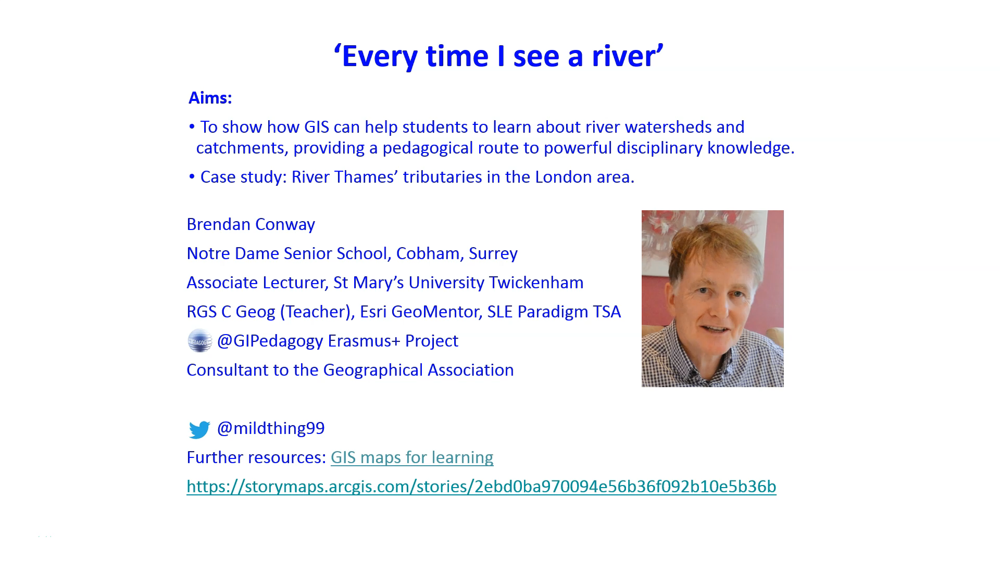 ‘Every time I see a river’
Aims:
• To show how GIS can help students to learn about river watersheds and
catchments, providing a pedagogical route to powerful disciplinary knowledge.
• Case study: River Thames’ tributaries in the London area.
Brendan Conway
Notre Dame Senior School, Cobham, Surrey
Associate Lecturer, St Mary’s University Twickenham
RGS C Geog (Teacher), Esri GeoMentor, SLE Paradigm TSA
@GIPedagogy Erasmus+ Project
Consultant to the Geographical Association
@mildthing99
Further resources: GIS maps for learning
https://storymaps.arcgis.com/stories/2ebd0ba970094e56b36f092b10e5b36b